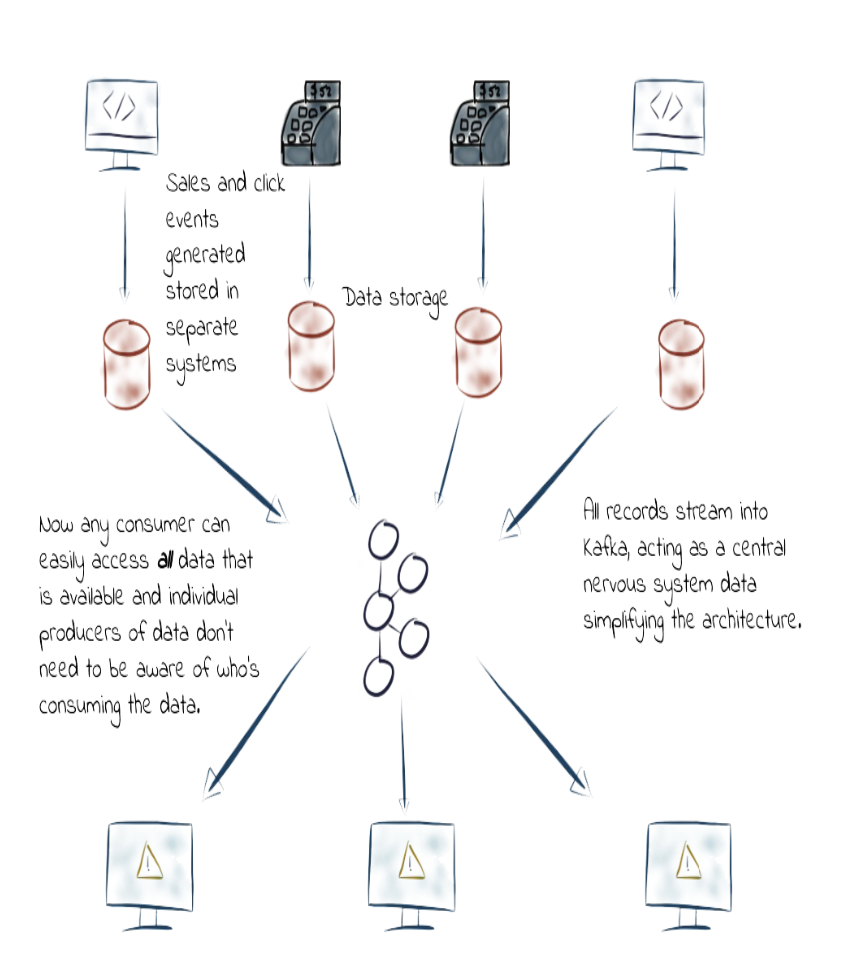 </>
$ 52
$ 52
</>
Sales and click
events
generated
stored in
separate
systems
Data storage
Now any consumer can
easily access all data that
is available and individual
producers of data don't
need to be aware of who's
consuming the data.
All records stream into
Kafka, acting as a central
nervous system data
simplifying the architecture.
!
!
!